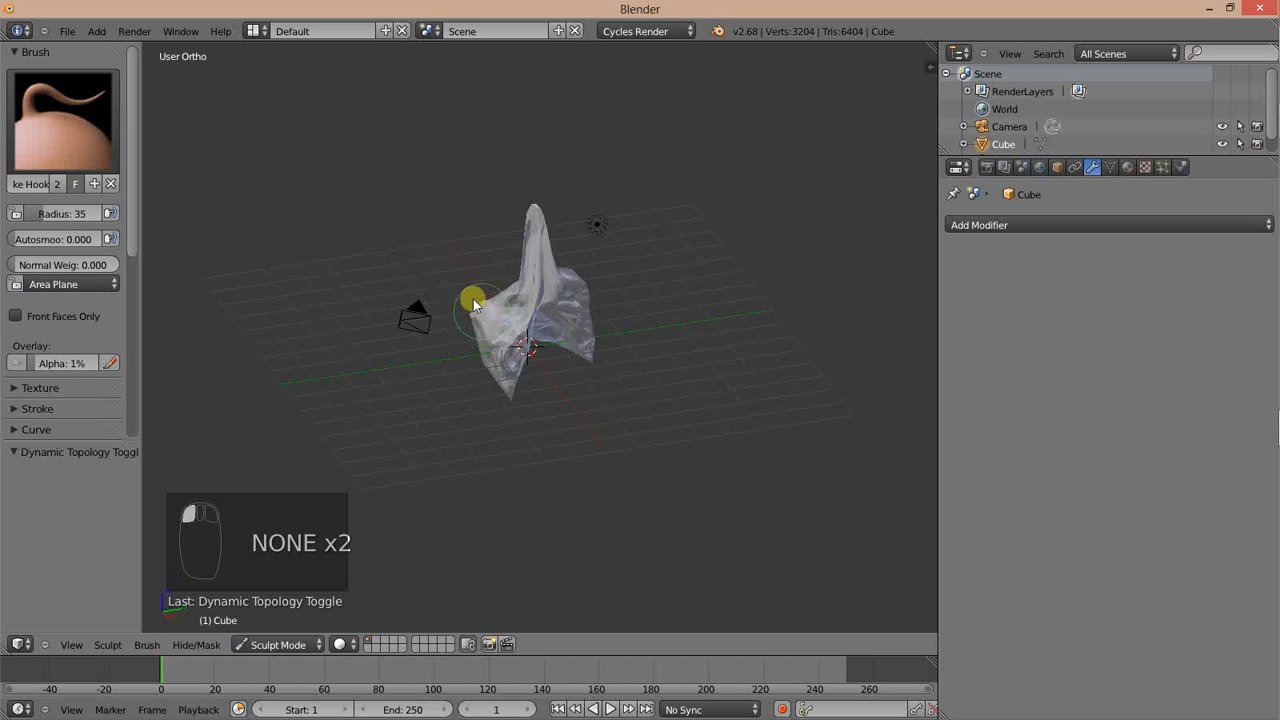 Blender
File Add Render Window Help Default Scene Cycles Render v2.68 | Verts:3204 | Tris:6404 | Cube
Brush
ke Hook 2 F
Radius: 35
Autosmoo: 0.000
Normal Weig: 0.000
Area Plane
Front Faces Only
Overlay:
Alpha: 1%
Texture
Stroke
Curve
Dynamic Topology Toggl
User Ortho
NONE x2
Last: Dynamic Topology Toggle
(1) Cube
View Search All Scenes
Scene
RenderLayers
World
Camera
Cube
Cube
Add Modifier
View Sculpt Brush Hide/Mask Sculpt Mode
-40 -20 0 20 40 60 80 100 120 140 160 180 200 220 240 260
View Marker Frame Playback Start: 1 End: 250 1 No Sync